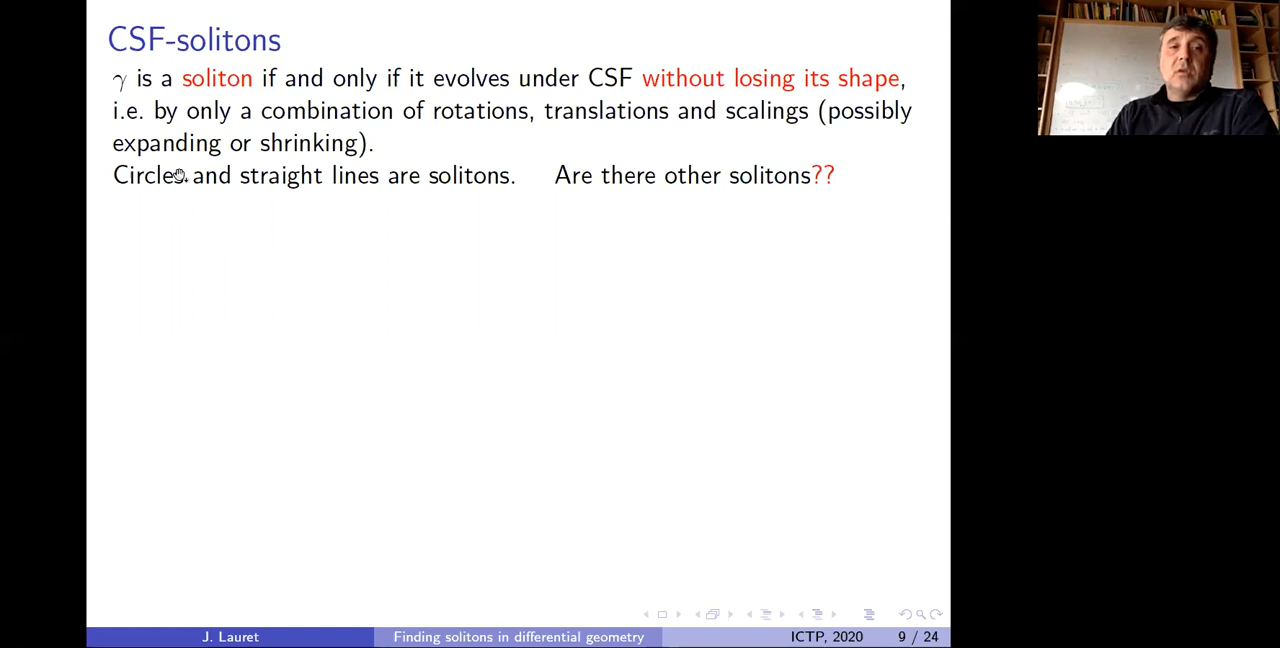 CSF-solitons
γ is a soliton if and only if it evolves under CSF without losing its shape,
i.e. by only a combination of rotations, translations and scalings (possibly
expanding or shrinking).
Circles and straight lines are solitons. Are there other solitons??
J. Lauret Finding solitons in differential geometry ICTP, 2020 9 / 24